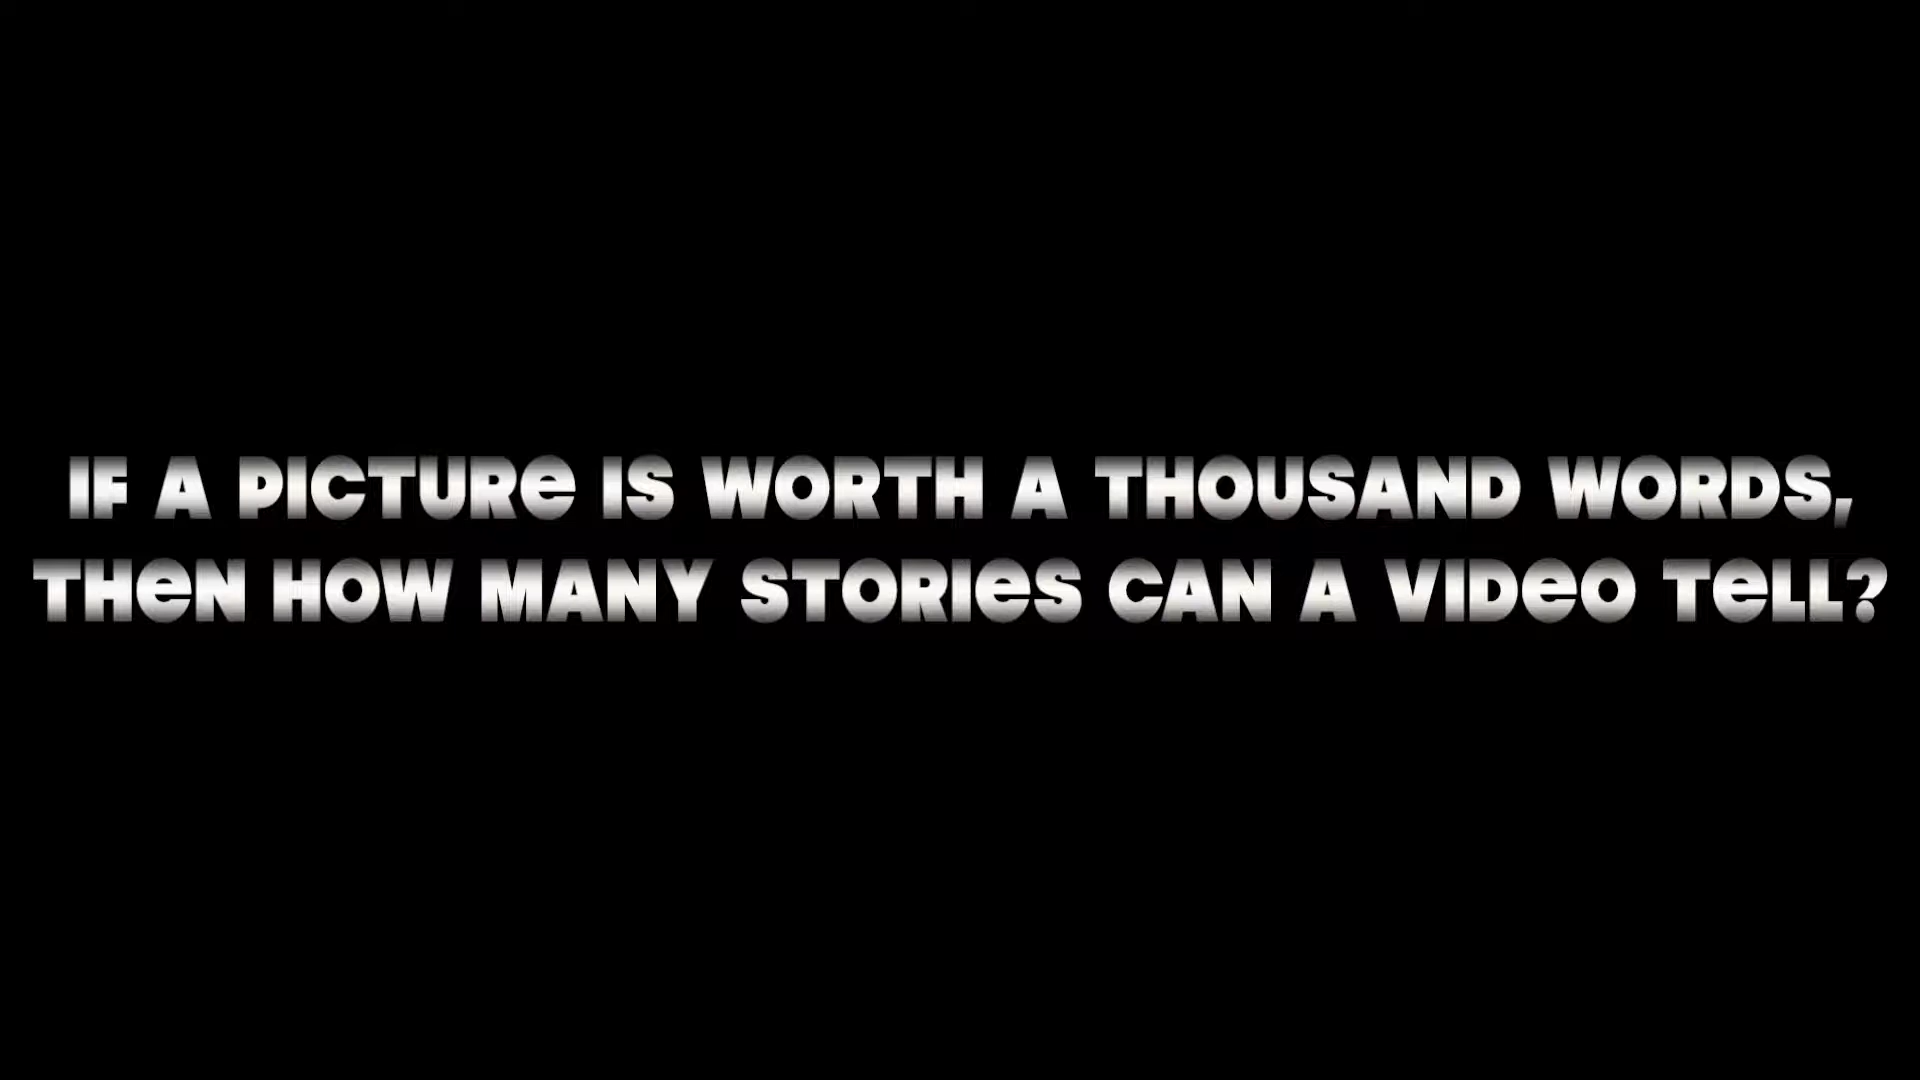 IF A PICTURe IS WORTH A THOUSAND WORDS,
THeN HOW MANY STORIeS CAN A VIDeO TeLL?